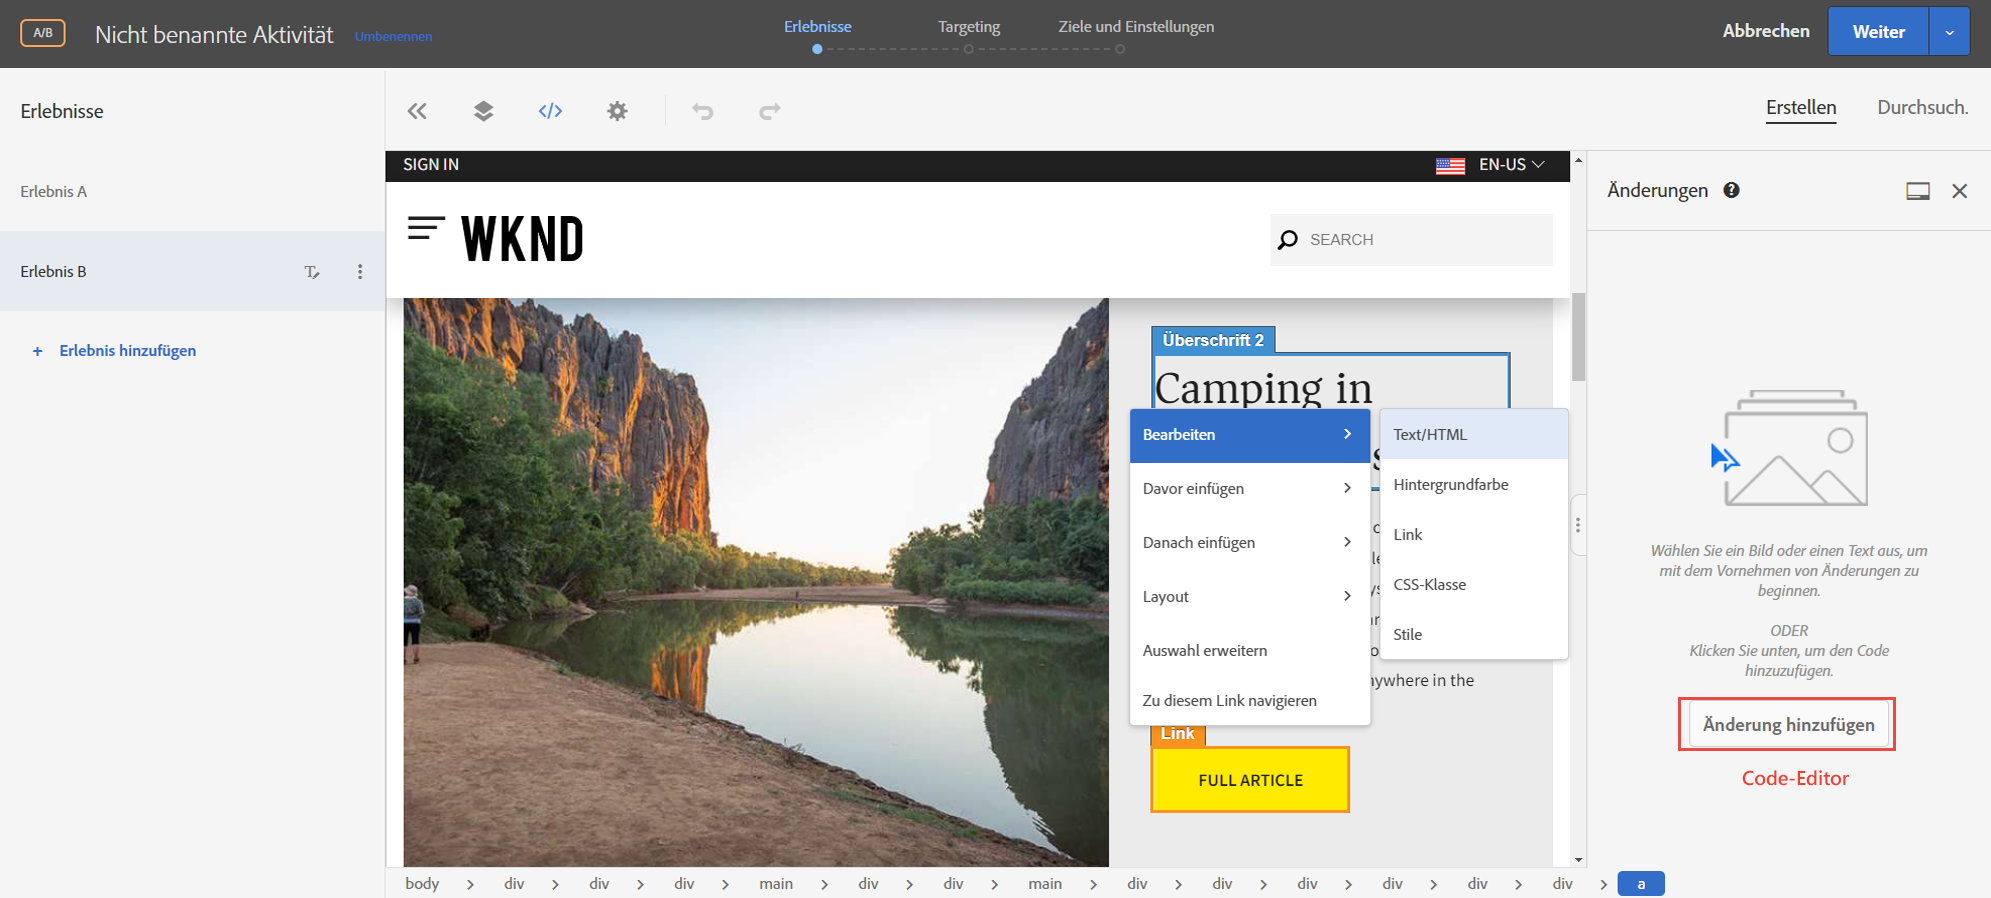 A/B
Nicht benannte Aktivität
Umbenennen
Erlebnisse
Targeting
Ziele und Einstellungen
Abbrechen
Weiter
Erlebnisse
Erstellen
Durchsuch.
SIGN IN
EN-US
Änderungen
Erlebnis A
WKND
SEARCH
Erlebnis B
+ Erlebnis hinzufügen
Überschrift 2
Camping in
Bearbeiten
Davor einfügen
Danach einfügen
Layout
Auswahl erweitern
Zu diesem Link navigieren
Text/HTML
Hintergrundfarbe
Link
CSS-Klasse
Stile
in the
Link
FULL ARTICLE
Wählen Sie ein Bild oder einen Text aus, um
mit dem Vornehmen von Änderungen zu
beginnen.
ODER
Klicken Sie unten, um den Code
hinzuzufügen.
Änderung hinzufügen
Code-Editor
body > div > div > div > main > div > div > main > div > div > div > div > div > div > a